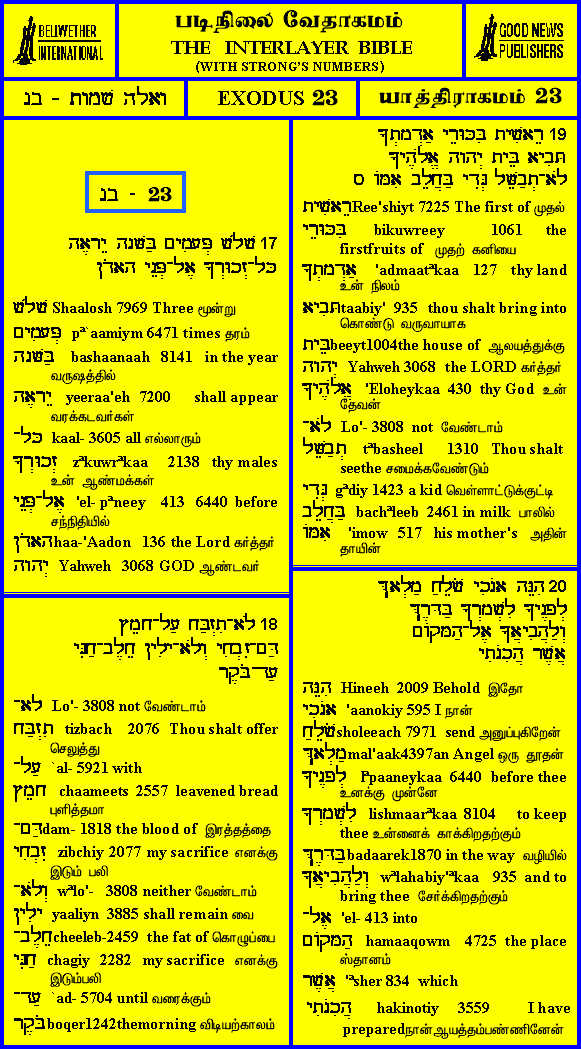 BELLWETHER
INTERNATIONAL
படிநிலை வேதாகமம்
THE INTERLAYER BIBLE
(WITH STRONG'S NUMBERS)
GOOD NEWS
PUBLISHERS
ואלה שמות - בנ
EXODUS 23
யாத்திராகமம் 23
בנ - 23
17 שָׁלֹשׁ פְּעָמִים בַּשָּׁנָה יֵרָאֶה
כָּל־זְכוּרְךָ אֶל־פְּנֵי הָאָדֹן
שָׁלֹשׁ Shaalosh 7969 Three மூன்று
פְּעָמִים pª`aamiym 6471 times தரம்
בַּשָּׁנָה bashaanaah 8141 in the year
வருஷத்தில்
יֵרָאֶה yeeraa'eh 7200 shall appear
வரக்கடவர்கள்
כָּל־ kaal- 3605 all எல்லாரும்
זְכוּרְךָ zªkuwrªkaa 2138 thy males
உன் ஆண்மக்கள்
אֶל־פְּנֵי 'el- pªneey 413 6440 before
சந்நிதியில்
הָאָדֹן haa-'Aadon 136 the Lord கர்த்தர்
יְהוָה Yahweh 3068 GOD ஆண்டவர்
18 לֹא־תִזְבַּח עַל־חָמֵץ
דַּם־זִבְחִי וְלֹא־יָלִין חֵלֶב־חַגִּי
עַד־בֹּקֶר
לֹא־ Lo'- 3808 not வேண்டாம்
תִזְבַּח tizbach 2076 Thou shalt offer
செலுத்து
עַל־ `al- 5921 with
חָמֵץ chaameets 2557 leavened bread
புளித்தமா
דַּם־ dam- 1818 the blood of இரத்தத்தை
זִבְחִי zibchiy 2077 my sacrifice எனக்கு
இடும் பலி
וְלֹא־ wªlo'- 3808 neither வேண்டாம்
יָלִין yaaliyn 3885 shall remain வை
חֵלֶב־ cheeleb-2459 the fat of கொழுப்பை
חַגִּי chagiy 2282 my sacrifice எனக்கு
இடும்பலி
עַד־ `ad- 5704 until வரைக்கும்
בֹּקֶר boqer1242themorning விடியற்காலம்
19 רֵאשִׁית בִּכּוּרֵי אַדְמָתְךָ
תָּבִיא בֵּית יְהוָה אֱלֹהֶיךָ
לֹא־תְבַשֵּׁל גְּדִי בַּחֲלֵב אִמּוֹ ס
רֵאשִׁית Ree'shiyt 7225 The first of முதல்
בִּכּוּרֵי bikuwreey 1061 the
firstfruits of முதற் கனியை
אַדְמָתְךָ 'admaatªkaa 127 thy land
உன் நிலம்
תָּבִיא taabiy' 935 thou shalt bring into
கொண்டு வருவாயாக
בֵּית beeyt1004the house of ஆலயத்துக்கு
יְהוָה Yahweh 3068 the LORD கர்த்தர்
אֱלֹהֶיךָ 'Eloheykaa 430 thy God உன்
தேவன்
לֹא־ Lo'- 3808 not வேண்டாம்
תְבַשֵּׁל tªbasheel 1310 Thou shalt
seethe சமைக்கவேண்டும்
גְּדִי gªdiy 1423 a kid வெள்ளாட்டுக்குட்டி
בַּחֲלֵב bachªleeb 2461 in milk பாலில்
אִמּוֹ 'imow 517 his mother's அதின்
தாயின்
20 הִנֵּה אָנֹכִי שֹׁלֵחַ מַלְאָךְ
לְפָנֶיךָ לִשְׁמָרְךָ בַּדָּרֶךְ
וְלַהֲבִיאֲךָ אֶל־הַמָּקוֹם
אֲשֶׁר הֲכִנֹתִי
הִנֵּה Hineeh 2009 Behold இதோ
אָנֹכִי 'aanokiy 595 I நான்
שֹׁלֵחַ sholeeach 7971 send அனுப்புகிறேன்
מַלְאָךְ mal'aak4397an Angel ஒரு தூதன்
לְפָנֶיךָ lªpaaneykaa 6440 before thee
உனக்கு முன்னே
לִשְׁמָרְךָ lishmaarªkaa 8104 to keep
thee உன்னைக் காக்கிறதற்கும்
בַּדָּרֶךְ badaarek1870 in the way வழியில்
וְלַהֲבִיאֲךָ wªlahabiy'ªkaa 935 and to
bring thee சேர்க்கிறதற்கும்
אֶל־ 'el- 413 into
הַמָּקוֹם hamaaqowm 4725 the place
ஸ்தானம்
אֲשֶׁר 'ªsher 834 which
הֲכִנֹתִי hakinotiy 3559 I have
preparedநான்ஆயத்தம்பண்ணினேன்